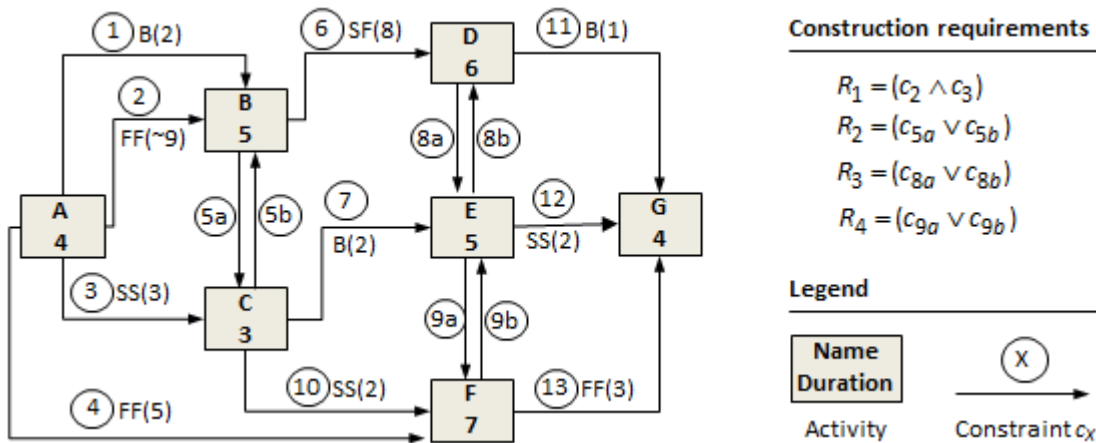 1 B(2)
2
FF(~9)
A
4
3 SS(3)
4 FF(5)
B
5
5a 5b
C
3
6 SF(8)
7
B(2)
10 SS(2)
D
6
8a 8b
E
5
9a 9b
F
7
11 B(1)
12
SS(2)
13 FF(3)
G
4
Construction requirements
R1 = (c2 ∧ c3)
R2 = (c5a ∨ c5b)
R3 = (c8a ∨ c8b)
R4 = (c9a ∨ c9b)
Legend
Name
Duration
X
Activity
Constraint cx